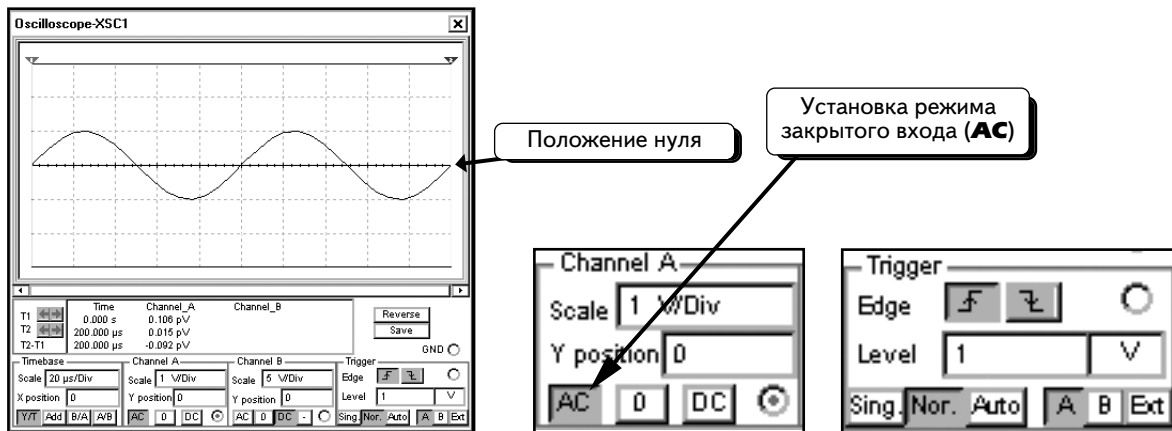 Oscilloscope-XSC1
Положение нуля
Установка режима
закрытого входа (AC)
Time Channel_A Channel_B
T1 0.000 s 0.106 pV
T2 200.000 µs 0.015 pV
T2-T1 200.000 µs -0.092 pV
Reverse
Save
GND
Timebase Channel A Channel B Trigger
Scale 20 µs/Div Scale 1 V/Div Scale 5 V/Div Edge
X position 0 Y position 0 Y position 0 Level 1 V
Y/T Add B/A A/B AC 0 DC AC 0 DC - Sing. Nor. Auto A B Ext
Channel A
Scale 1 V/Div
Y position 0
AC 0 DC
Trigger
Edge
Level 1 V
Sing. Nor. Auto A B Ext